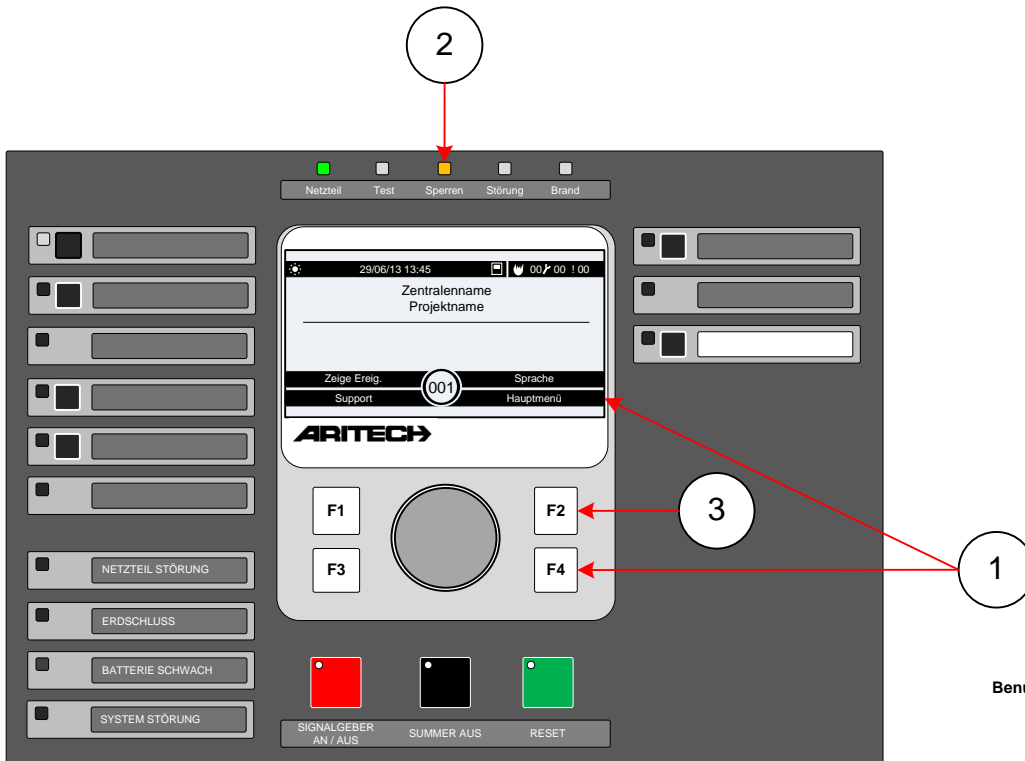 2
Netzteil Test Sperren Störung Brand
29/06/13 13:45 00 00 ! 00
Zentralenname
Projektname
Zeige Ereig. Sprache
001
Support Hauptmenü
ARITECH
F1 F2
3
F3 F4
1
NETZTEIL STÖRUNG
ERDSCHLUSS
BATTERIE SCHWACH
SYSTEM STÖRUNG
Benu
SIGNALGEBER
AN / AUS
SUMMER AUS
RESET